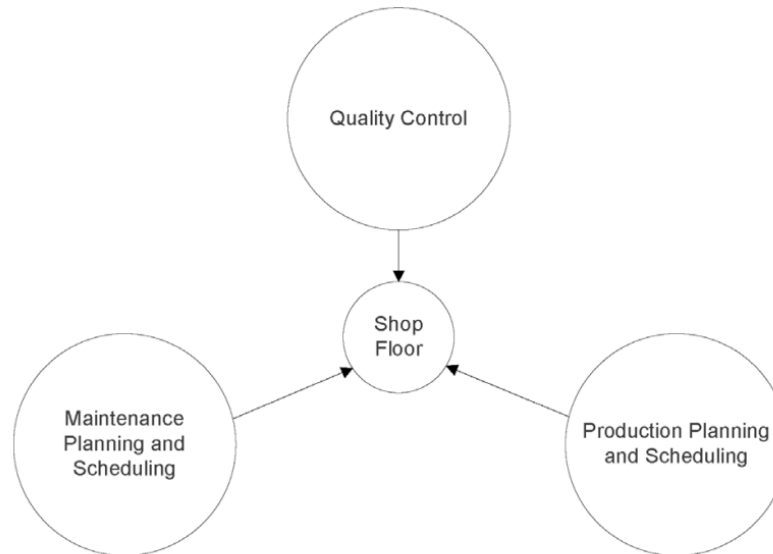 Quality Control
Shop
Floor
Maintenance
Planning and
Scheduling
Production Planning
and Scheduling